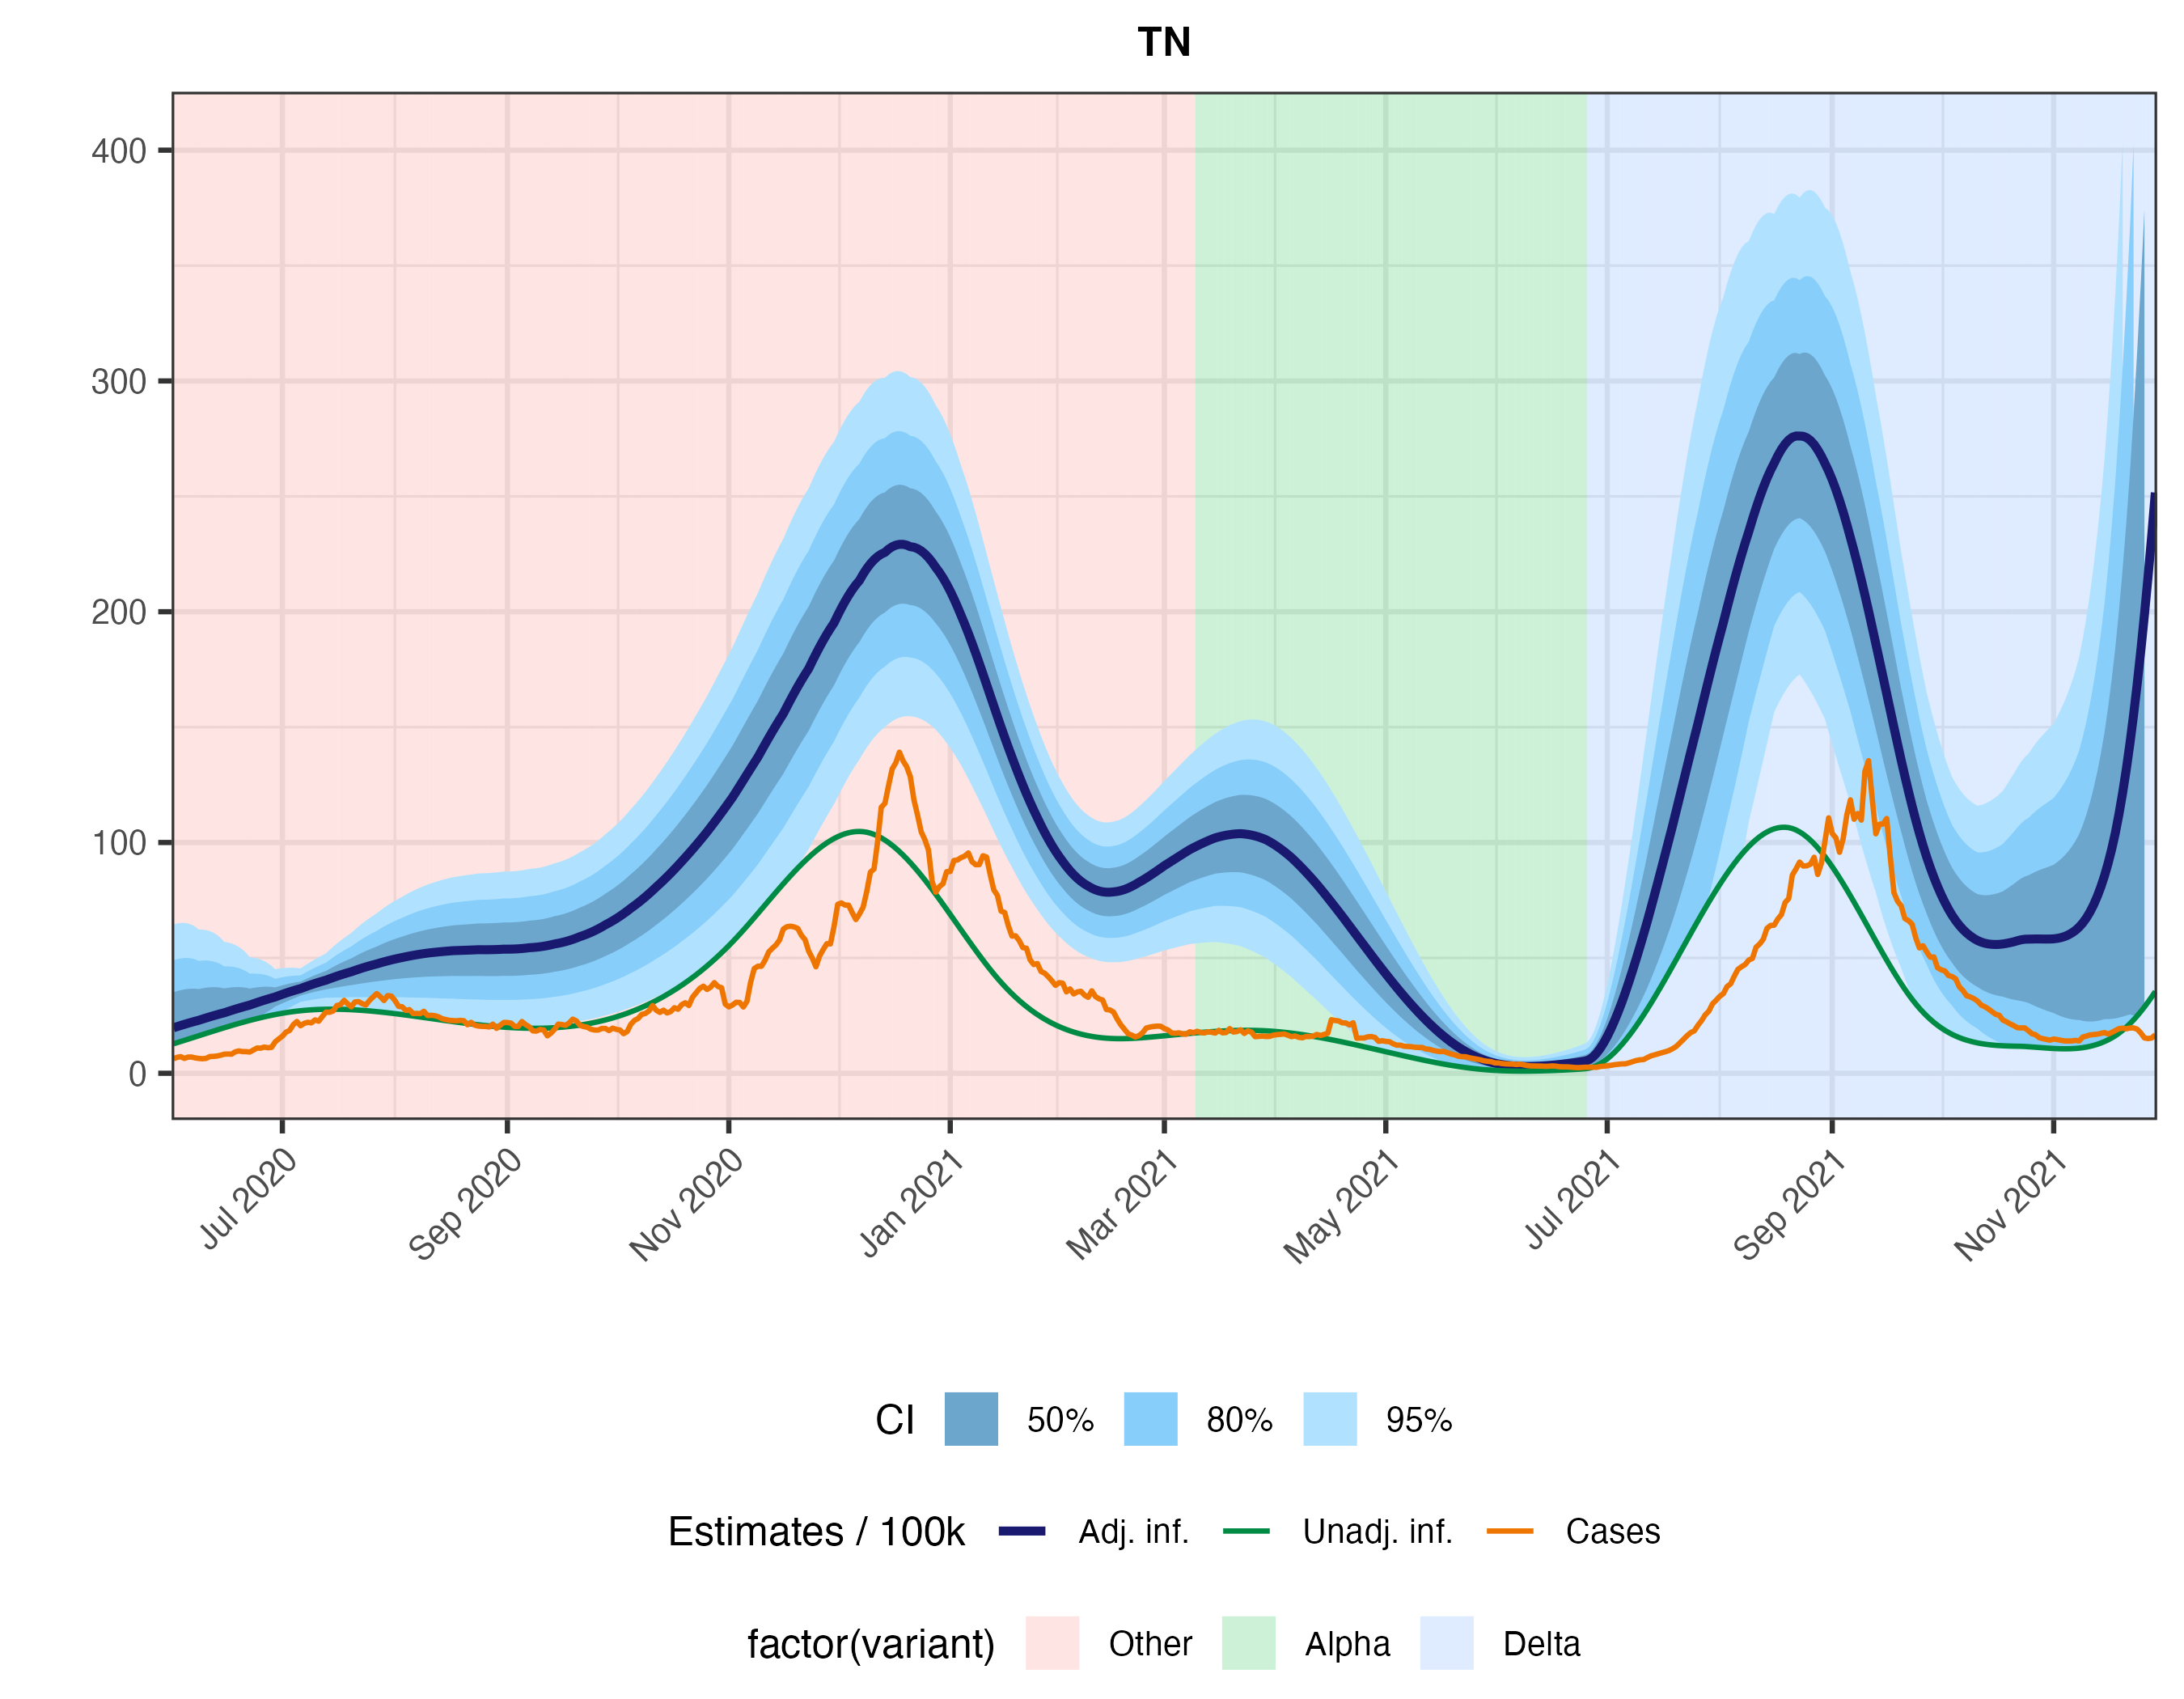 TN
400
300
200
100
0
Jul 2020
Sep 2020
Nov 2020
Jan 2021
Mar 2021
May 2021
Jul 2021
Sep 2021
Nov 2021
CI 50% 80% 95%
Estimates / 100k Adj. inf. Unadj. inf. Cases
factor(variant) Other Alpha Delta